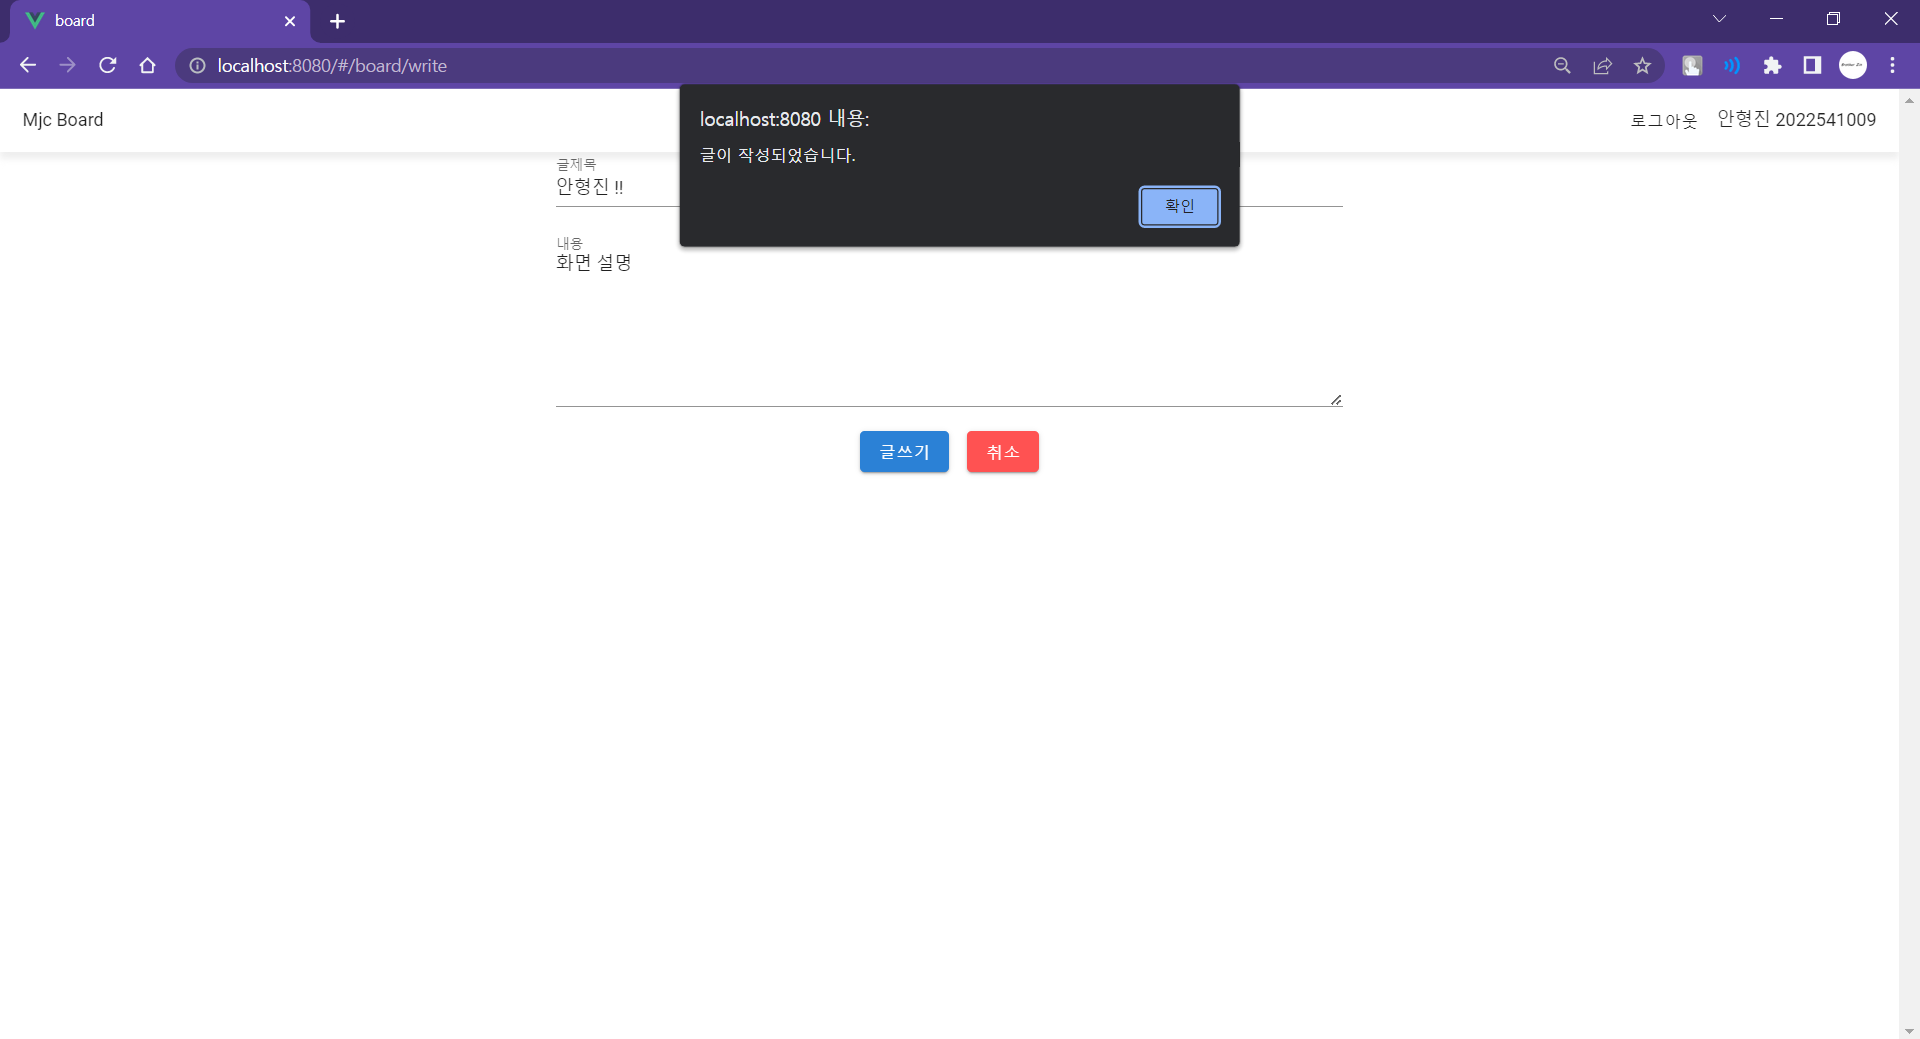 board
localhost:8080/#/board/write
Mjc Board
로그아웃
안형진 2022541009
localhost:8080 내용:
글이 작성되었습니다.
확인
글제목
안형진 !!
내용
화면 설명
글쓰기
취소